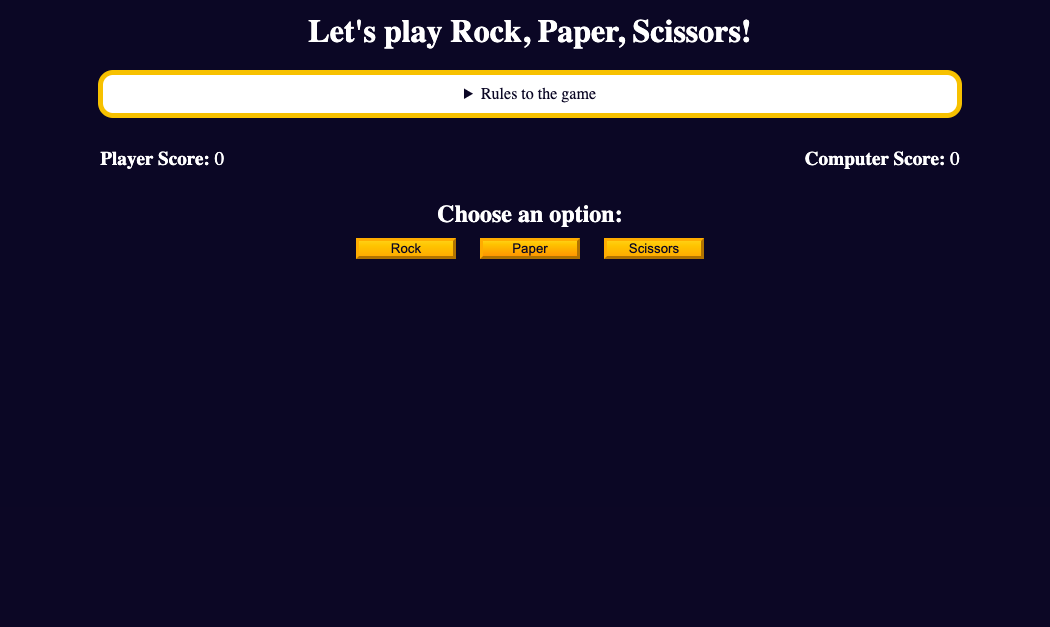 Let's play Rock, Paper, Scissors!
Rules to the game
Player Score: 0 Computer Score: 0
Choose an option:
Rock Paper Scissors